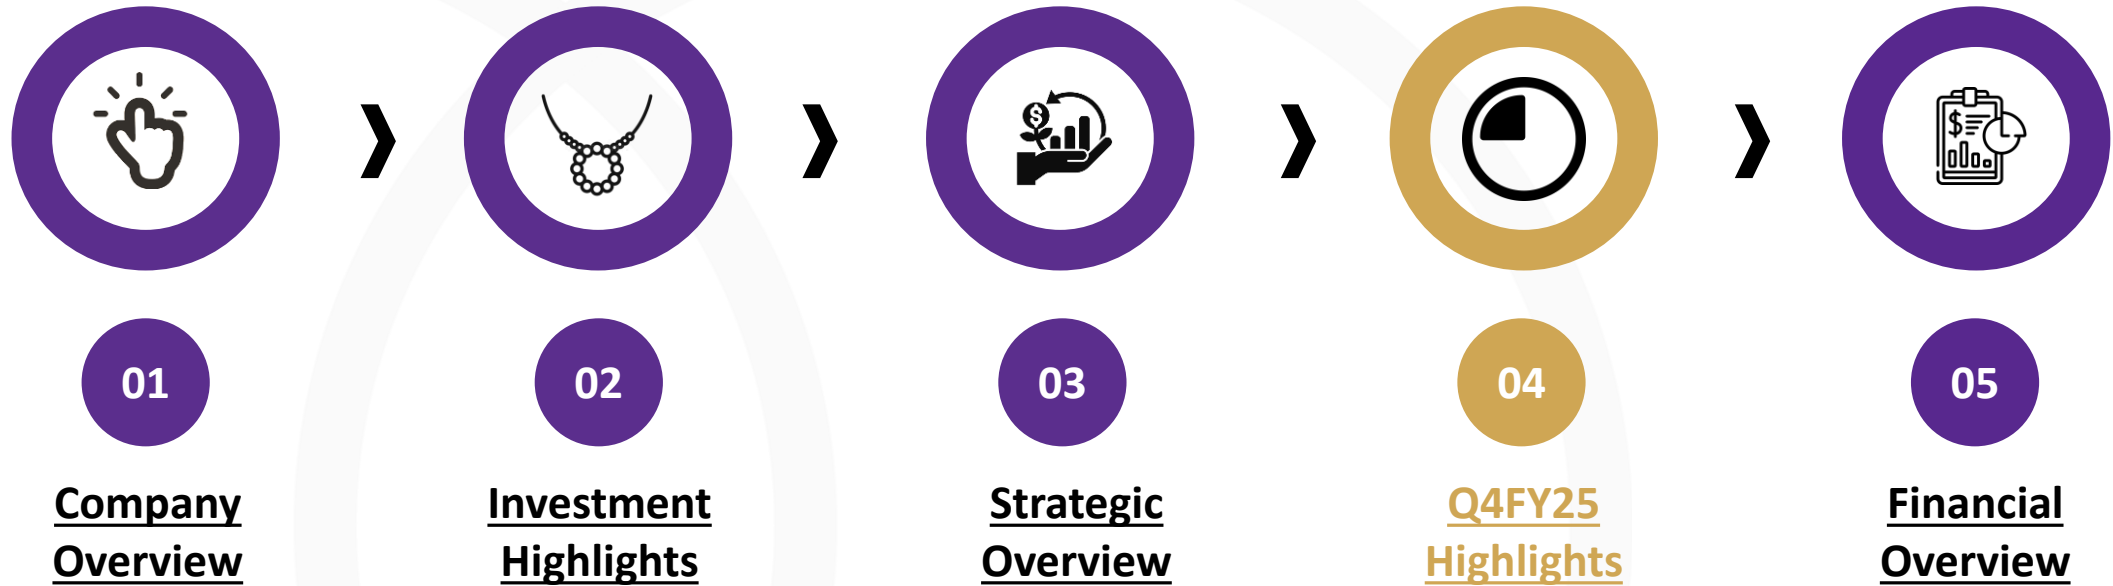 01
02
03
04
05
Company
Overview
Investment
Highlights
Strategic
Overview
Q4FY25
Highlights
Financial
Overview